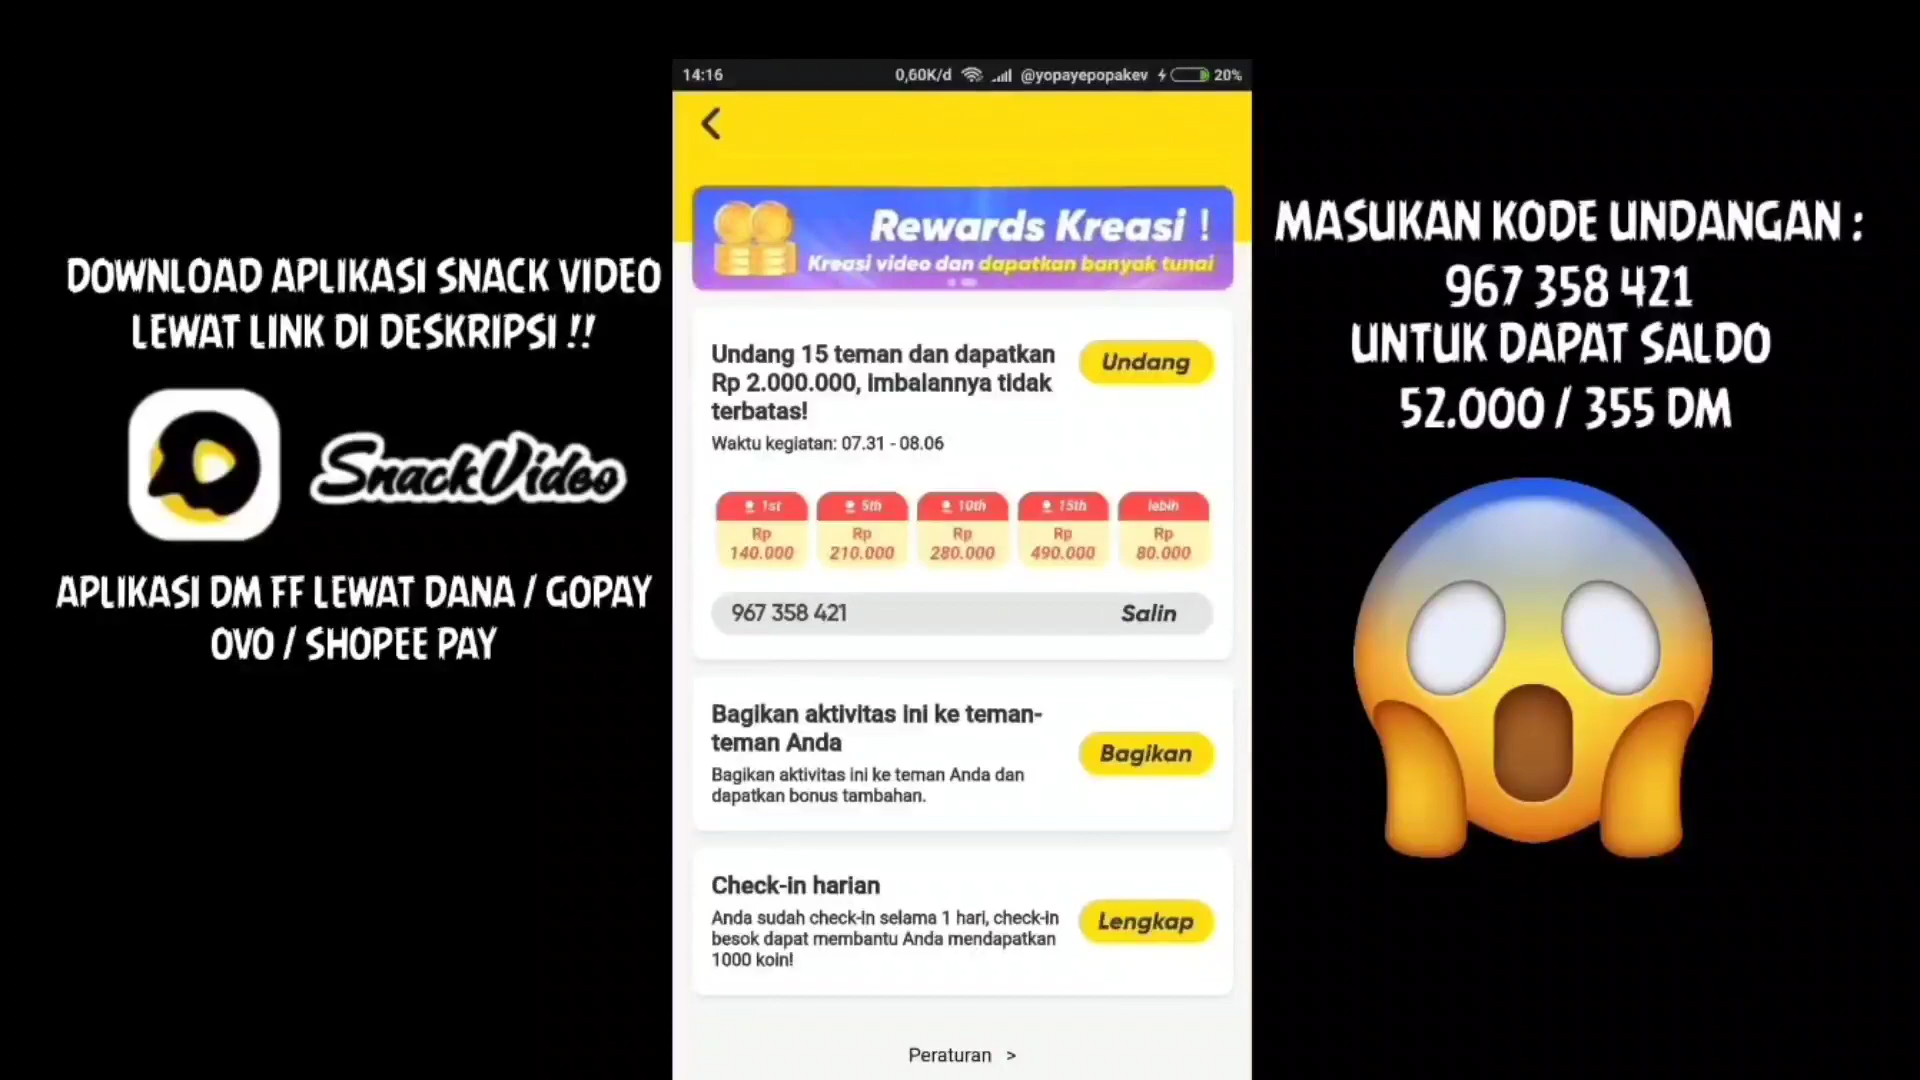 DOWNLOAD APLIKASI SNACK VIDEO
LEWAT LINK DI DESKRIPSI !!
SnackVideo
APLIKASI DM FF LEWAT DANA / GOPAY
OVO / SHOPEE PAY
14:16 0,60K/d @yopayepopakev 20%
Rewards Kreasi !
Kreasi video dan dapatkan banyak tunai
Undang 15 teman dan dapatkan
Rp 2.000.000, imbalannya tidak
terbatas!
Undang
Waktu kegiatan: 07.31 - 08.06
1st 5th 10th 15th lebih
Rp Rp Rp Rp Rp
140.000 210.000 280.000 490.000 80.000
967 358 421 Salin
Bagikan aktivitas ini ke teman-
teman Anda
Bagikan
Bagikan aktivitas ini ke teman Anda dan
dapatkan bonus tambahan.
Check-in harian
Anda sudah check-in selama 1 hari, check-in
besok dapat membantu Anda mendapatkan
1000 koin!
Lengkap
Peraturan >
MASUKAN KODE UNDANGAN :
967 358 421
UNTUK DAPAT SALDO
52.000 / 355 DM